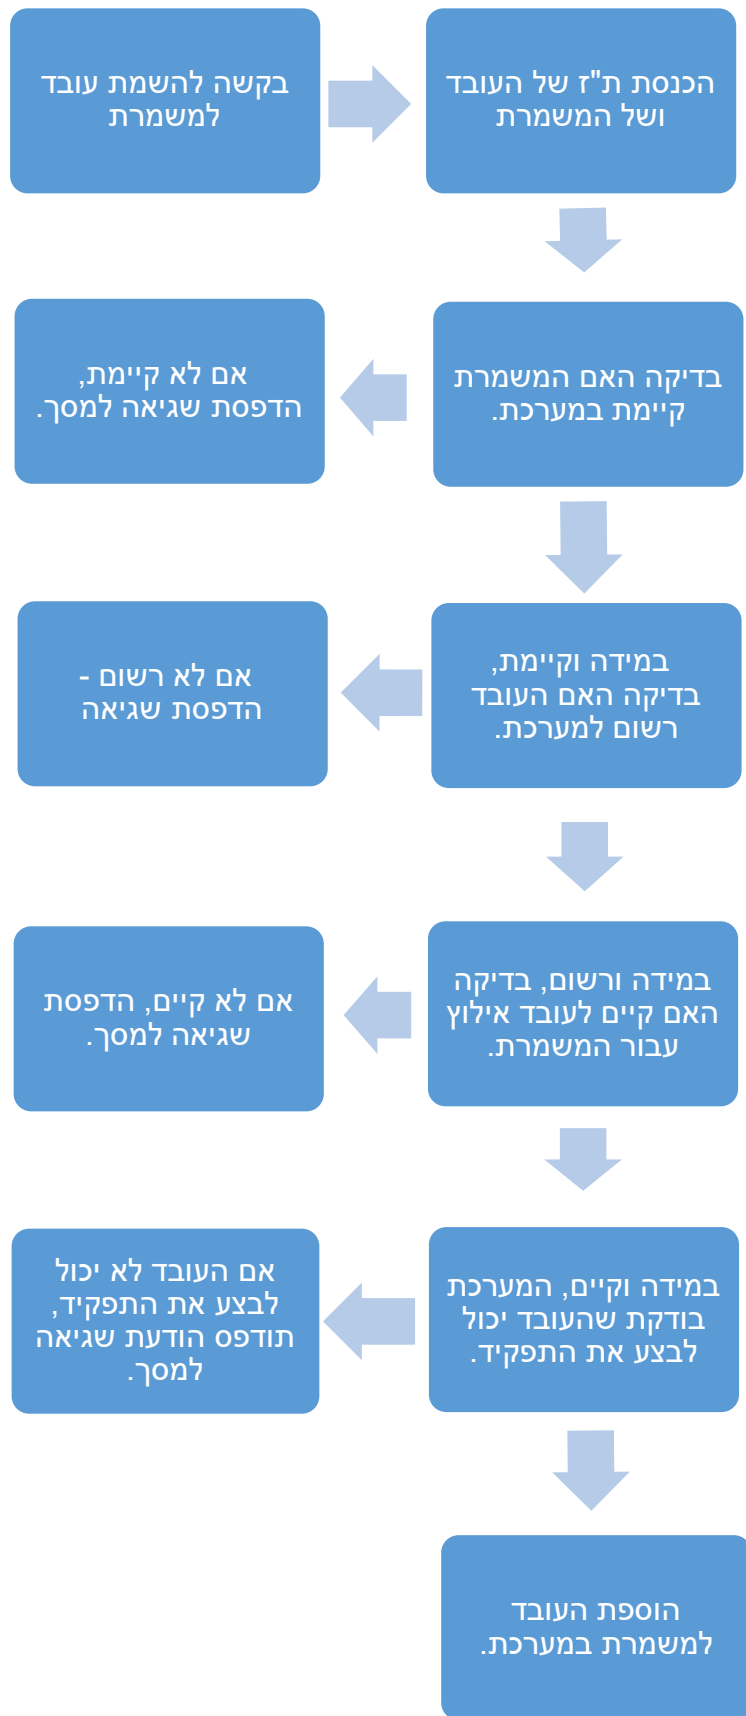 בקשה להשמת עובד
למשמרת
הכנסת ת"ז של העובד
ושל המשמרת
בדיקה האם המשמרת
קיימת במערכת.
אם לא קיימת,
הדפסת שגיאה למסך.
במידה וקיימת,
בדיקה האם העובד
רשום למערכת.
אם לא רשום -
הדפסת שגיאה
במידה ורשום, בדיקה
האם קיים לעובד אילוץ
עבור המשמרת.
אם לא קיים, הדפסת
שגיאה למסך.
במידה וקיים, המערכת
בודקת שהעובד יכול
לבצע את התפקיד.
אם העובד לא יכול
לבצע את התפקיד,
תודפס הודעת שגיאה
למסך.
הוספת העובד
למשמרת במערכת.